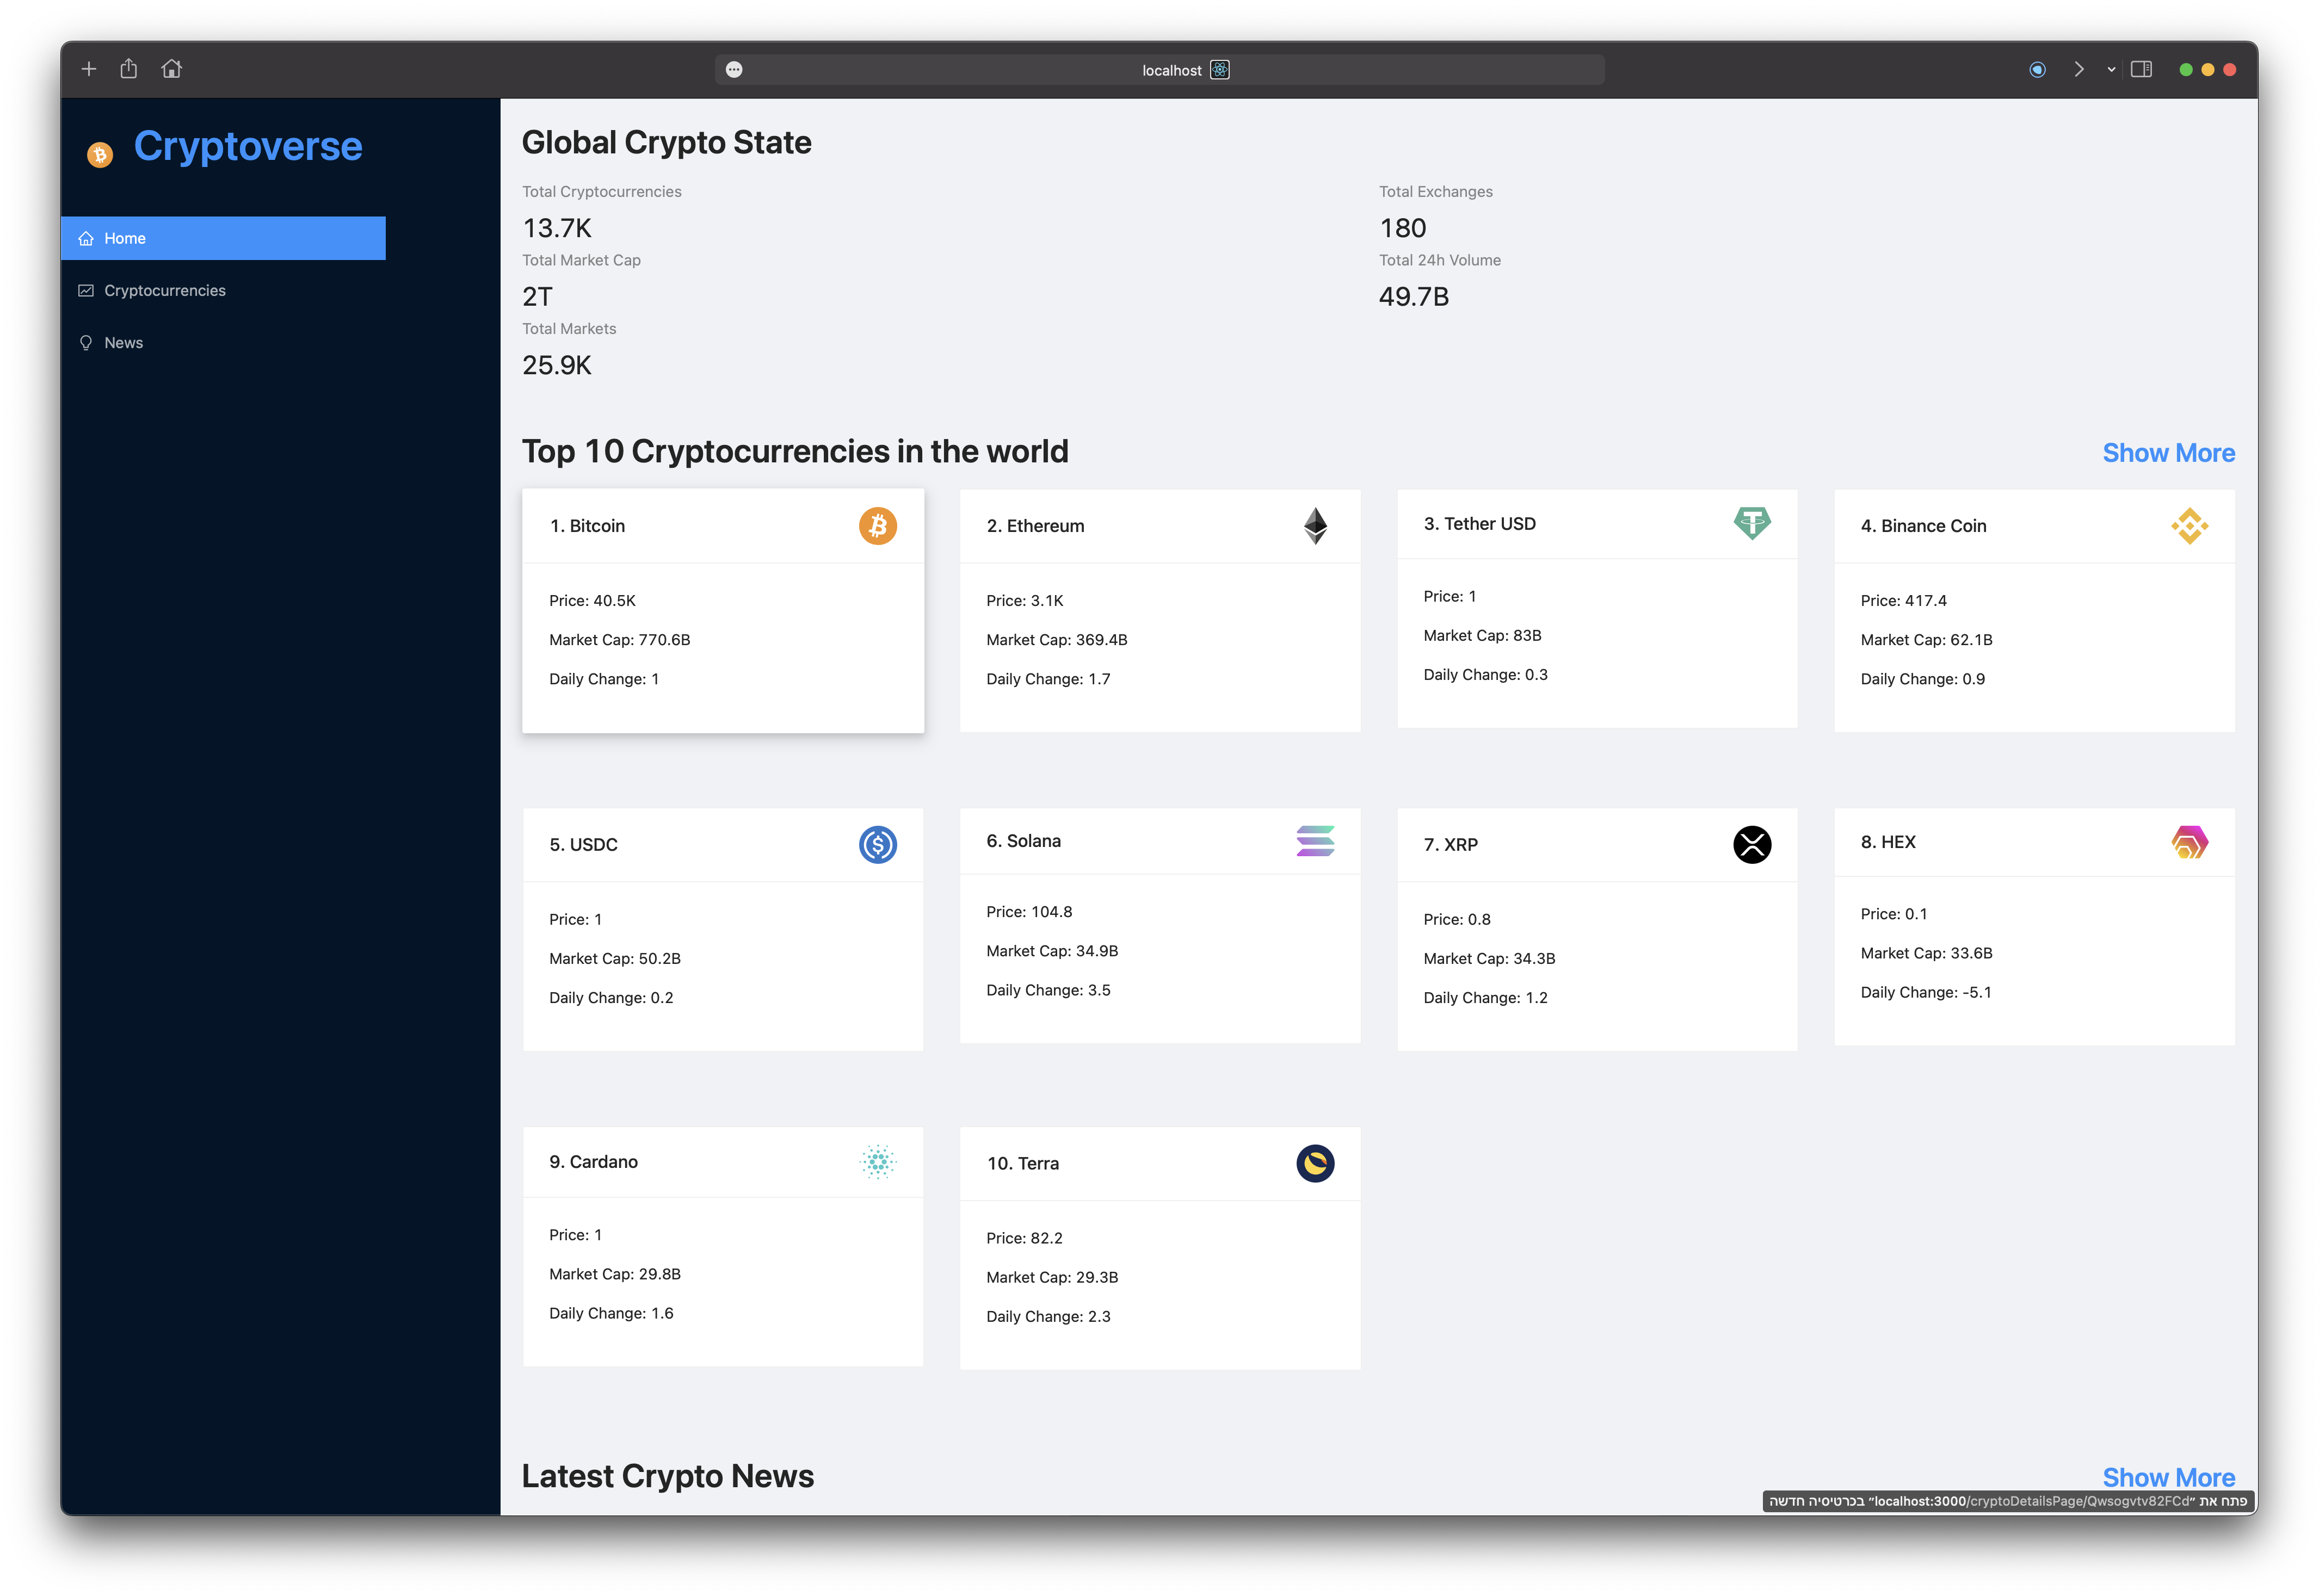 localhost
Cryptoverse
Home
Cryptocurrencies
News
Global Crypto State
Total Cryptocurrencies
13.7K
Total Exchanges
180
Total Market Cap
2T
Total 24h Volume
49.7B
Total Markets
25.9K
Top 10 Cryptocurrencies in the world
Show More
1. Bitcoin
Price: 40.5K
Market Cap: 770.6B
Daily Change: 1
2. Ethereum
Price: 3.1K
Market Cap: 369.4B
Daily Change: 1.7
3. Tether USD
Price: 1
Market Cap: 83B
Daily Change: 0.3
4. Binance Coin
Price: 417.4
Market Cap: 62.1B
Daily Change: 0.9
5. USDC
Price: 1
Market Cap: 50.2B
Daily Change: 0.2
6. Solana
Price: 104.8
Market Cap: 34.9B
Daily Change: 3.5
7. XRP
Price: 0.8
Market Cap: 34.3B
Daily Change: 1.2
8. HEX
Price: 0.1
Market Cap: 33.6B
Daily Change: -5.1
9. Cardano
Price: 1
Market Cap: 29.8B
Daily Change: 1.6
10. Terra
Price: 82.2
Market Cap: 29.3B
Daily Change: 2.3
Latest Crypto News
Show More
פתח את ״localhost:3000/cryptoDetailsPage/Qwsogvtv82FCd״ בכרטיסיה חדשה